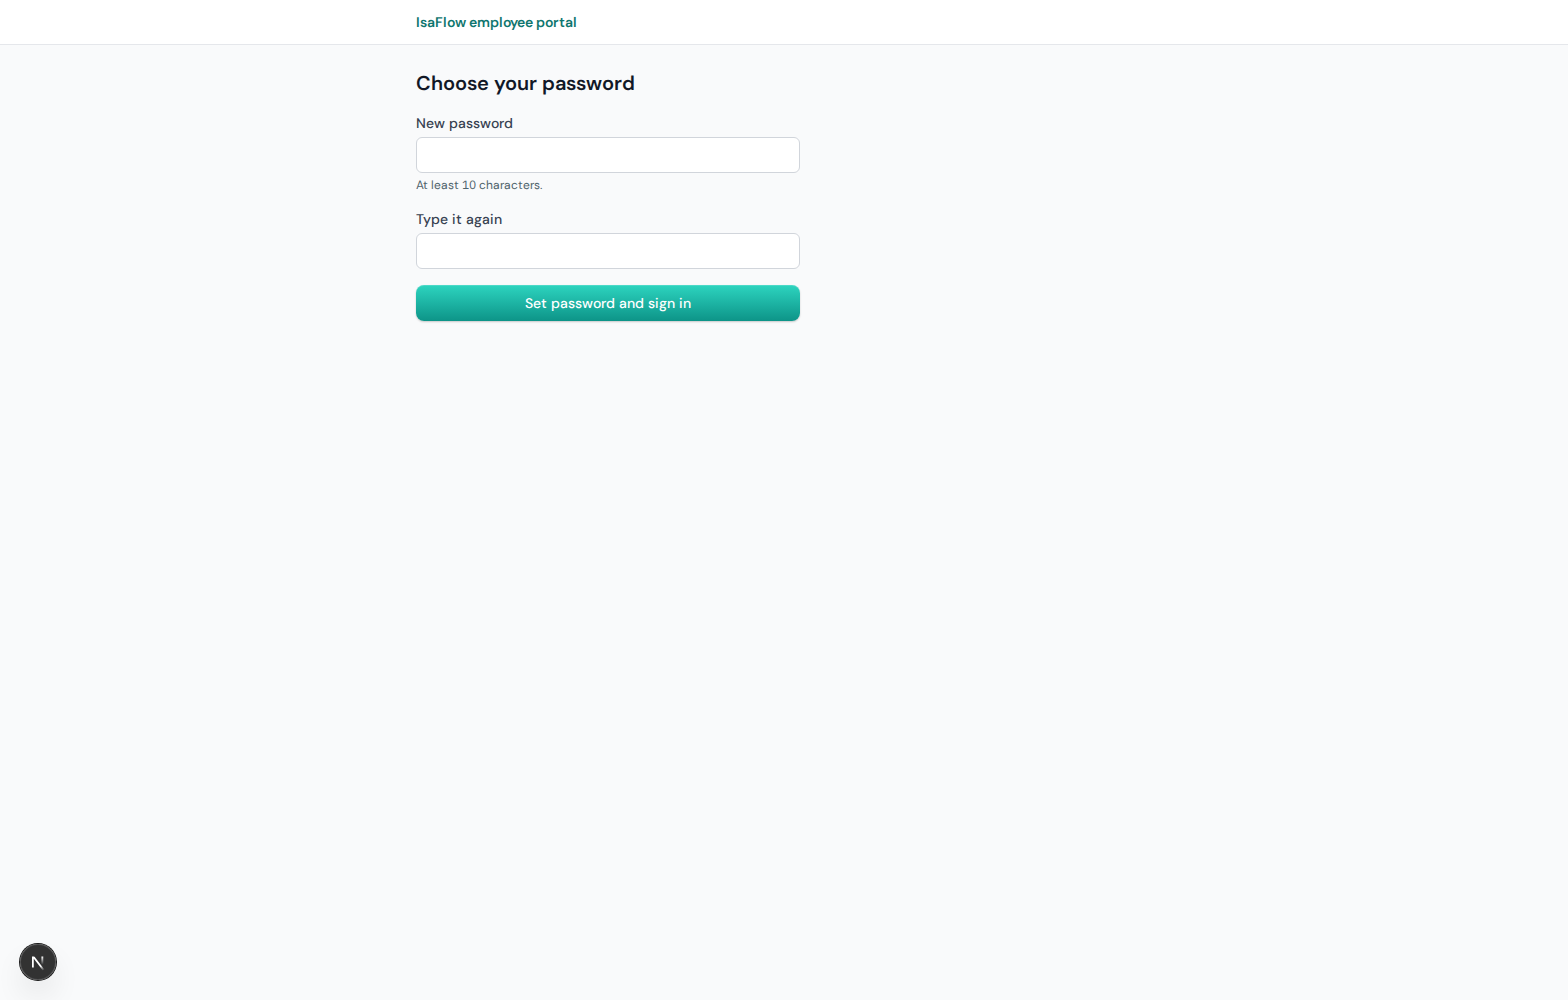 IsaFlow employee portal
Choose your password
New password
At least 10 characters.
Type it again
Set password and sign in
N